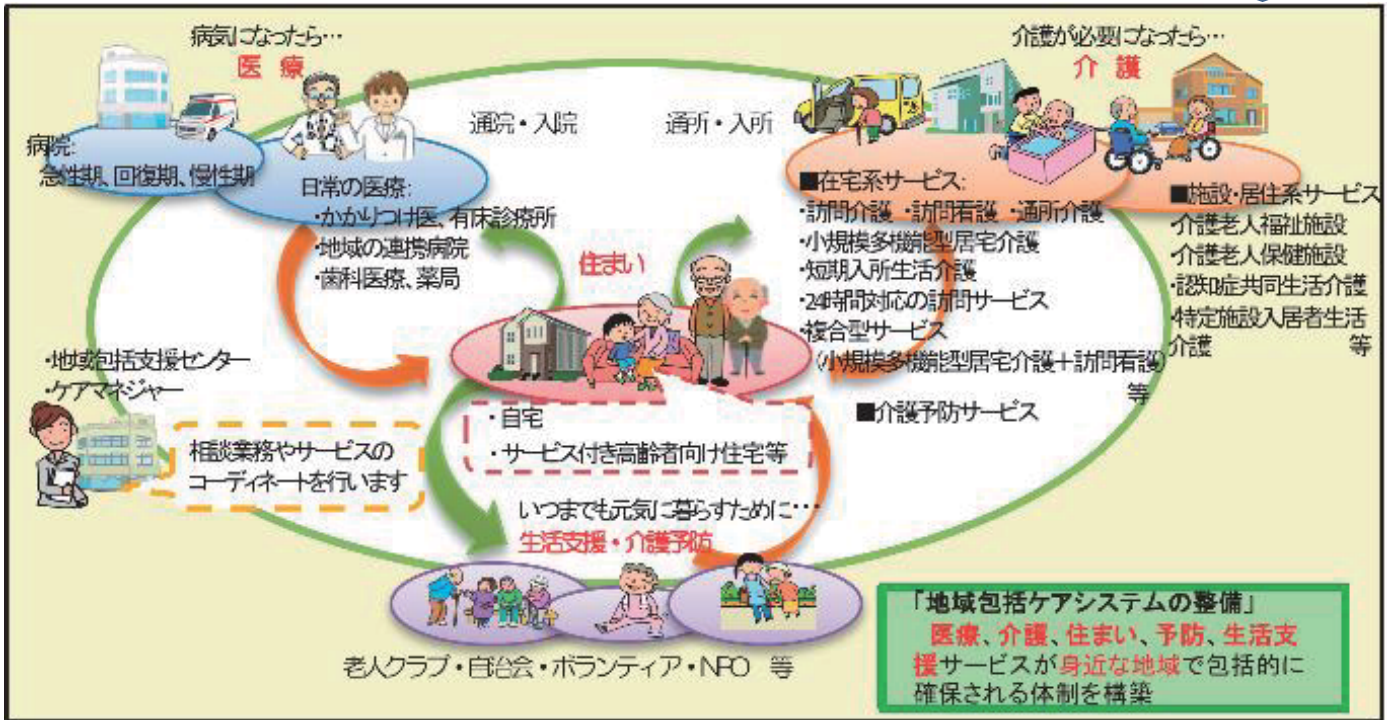 病気になったら…
医 療
病院:
急性期、回復期、慢性期
日常の医療:
・かかりつけ医、有床診療所
・地域の連携病院
・歯科医療、薬局
通院・入院
通所・入所
介護が必要になったら…
介 護
■在宅系サービス:
・訪問介護 ・訪問看護 ・通所介護
・小規模多機能型居宅介護
・短期入所生活介護
・24時間対応の訪問サービス
・複合型サービス
(小規模多機能型居宅介護+訪問看護)
等
■介護予防サービス
■施設・居住系サービス
・介護老人福祉施設
・介護老人保健施設
・認知症共同生活介護
・特定施設入居者生活
介護 等
住まい
・自宅
・サービス付き高齢者向け住宅等
・地域包括支援センター
・ケアマネジャー
相談業務やサービスの
コーディネートを行います
いつまでも元気に暮らすために…
生活支援・介護予防
老人クラブ・自治会・ボランティア・NPO 等
「地域包括ケアシステムの整備」
医療、介護、住まい、予防、生活支
援サービスが身近な地域で包括的に
確保される体制を構築